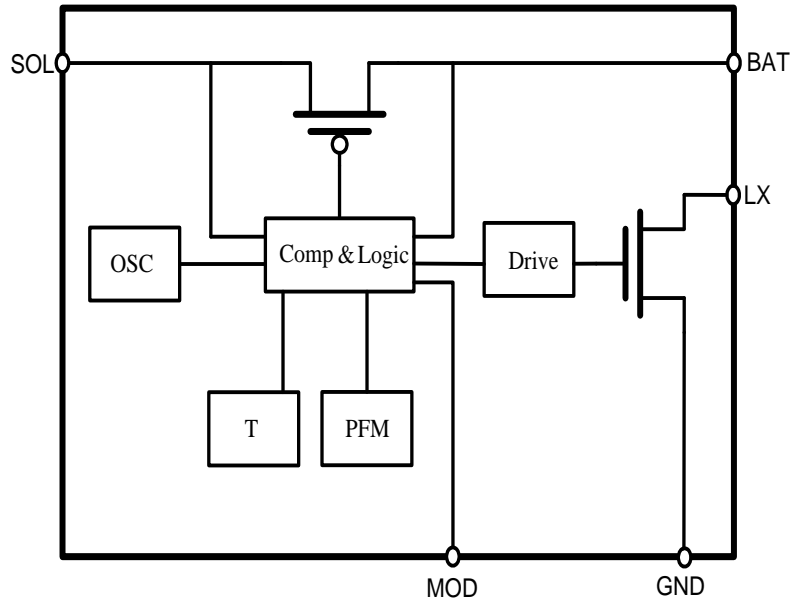 SOL
BAT
LX
OSC
Comp & Logic
Drive
T
PFM
MOD
GND